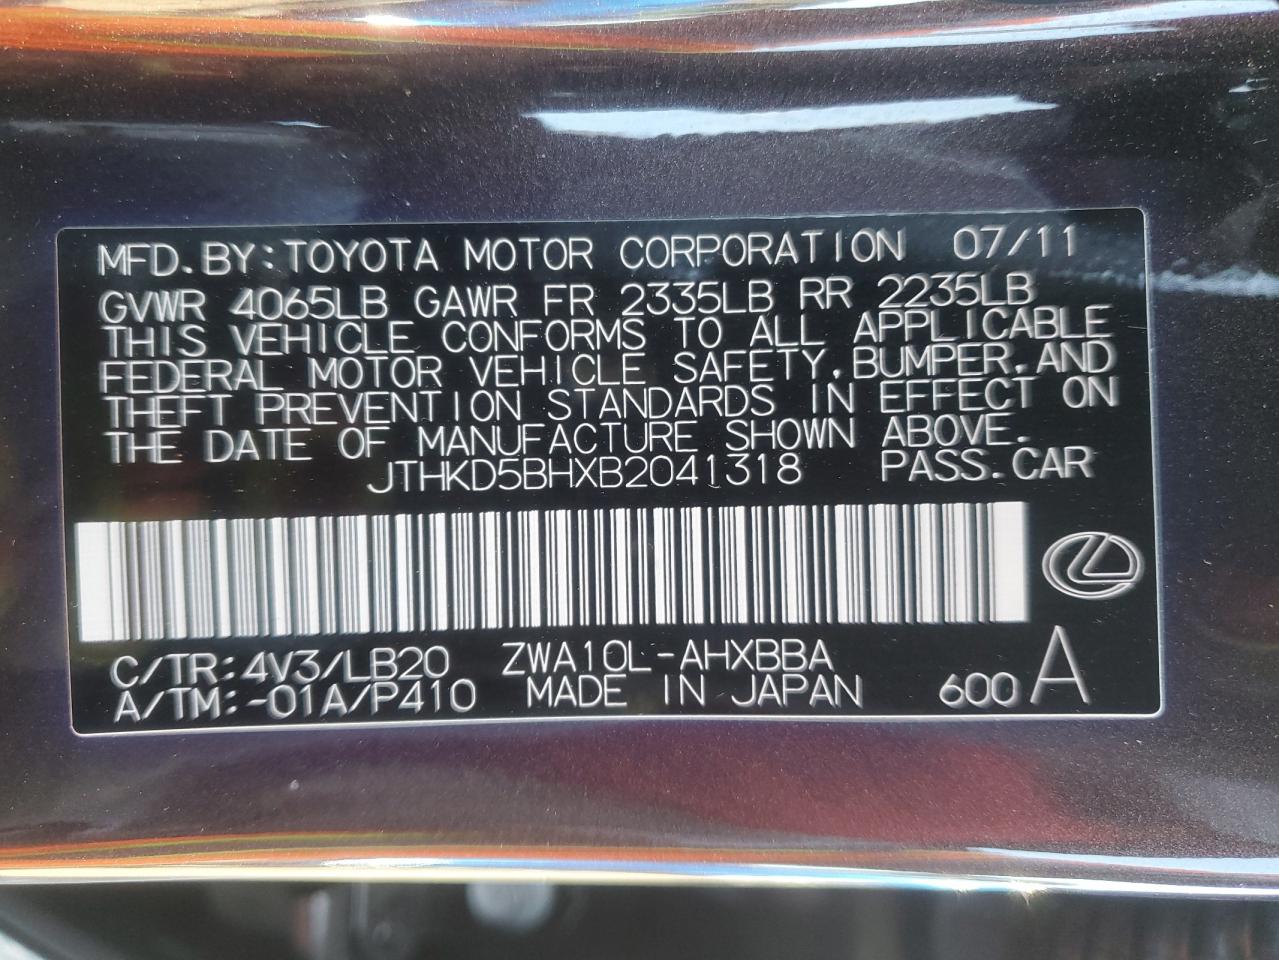 MFD.BY:TOYOTA MOTOR CORPORATION 07/11
GVWR 4065LB GAWR FR 2335LB RR 2235LB
THIS VEHICLE CONFORMS TO ALL APPLICABLE
FEDERAL MOTOR VEHICLE SAFETY,BUMPER,AND
THEFT PREVENTION STANDARDS IN EFFECT ON
THE DATE OF MANUFACTURE SHOWN ABOVE.
JTHKD5BHXB2041318 PASS.CAR
C/TR:4V3/LB20 ZWA10L-AHXBBA
A/TM:-01A/P410 MADE IN JAPAN 600 A